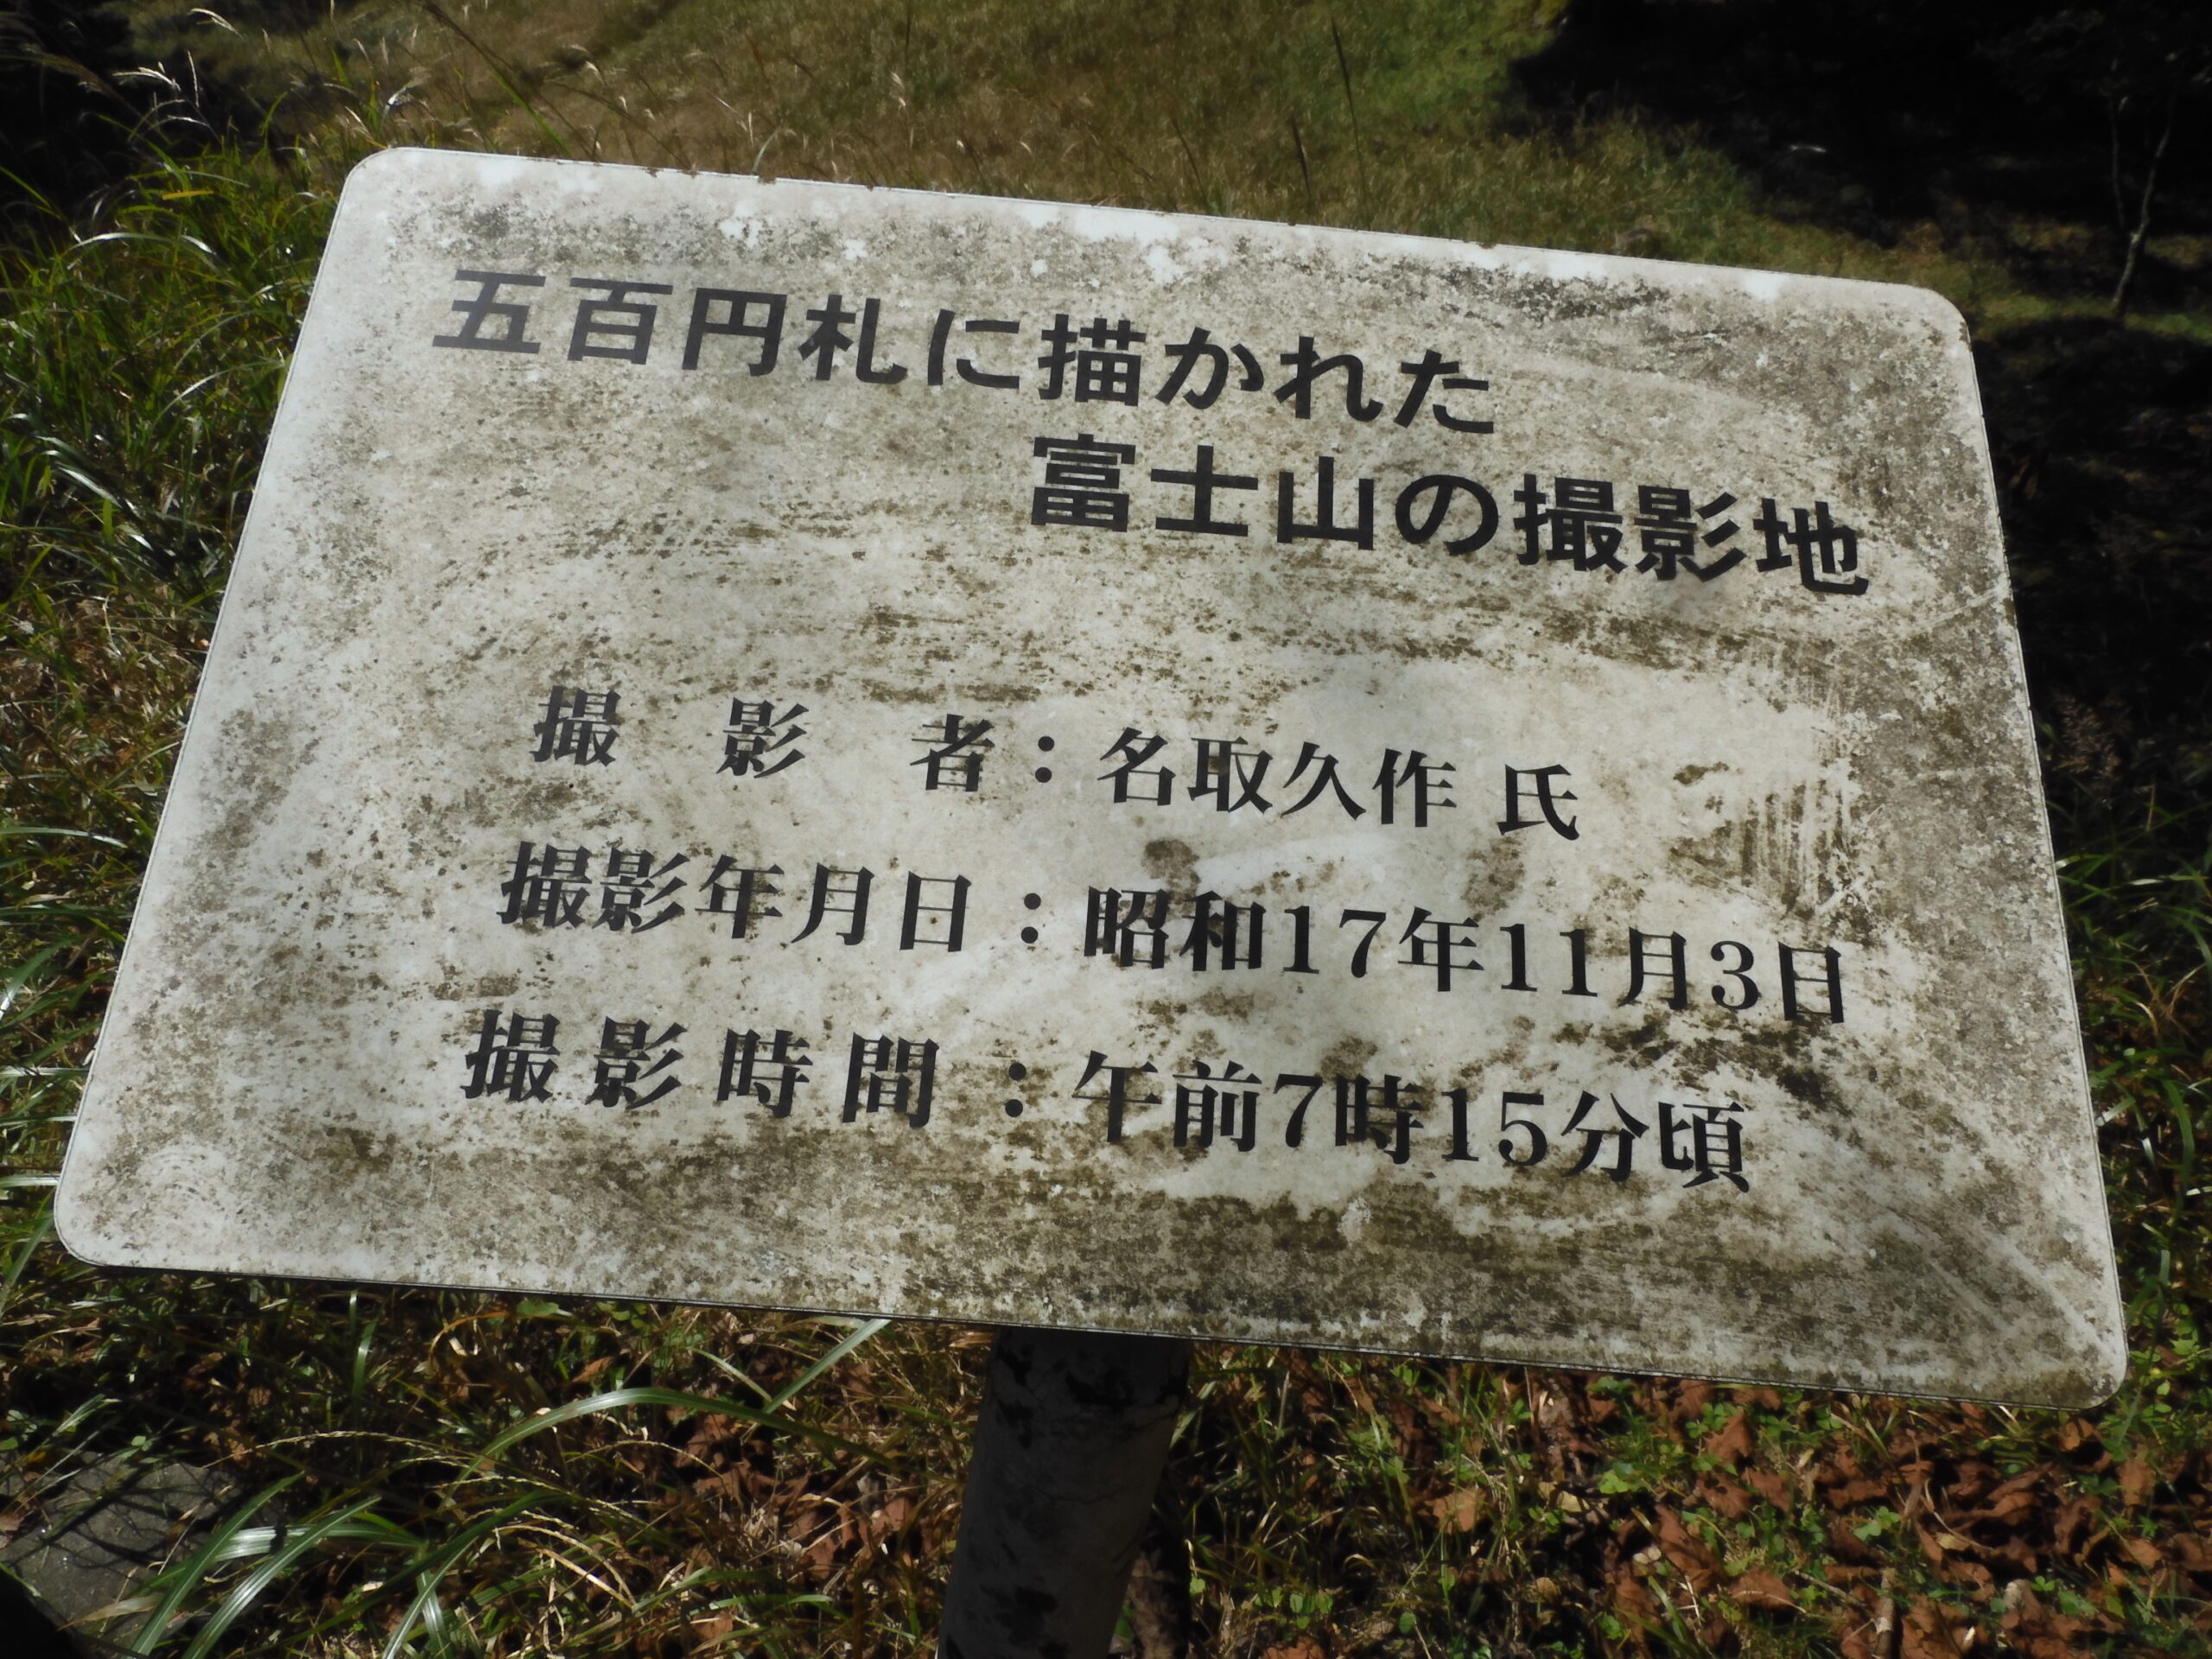 五百円札に描かれた
富士山の撮影地
撮影者：名取久作 氏
撮影年月日：昭和17年11月3日
撮影時間：午前7時15分頃